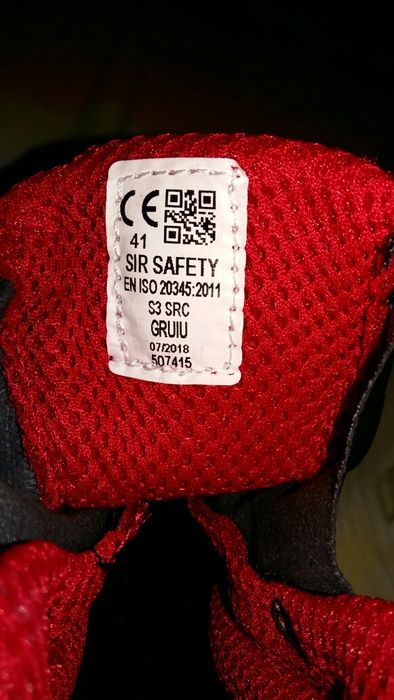 CE
41
SIR SAFETY
EN ISO 20345:2011
S3 SRC
GRUIU
07/2018
507415